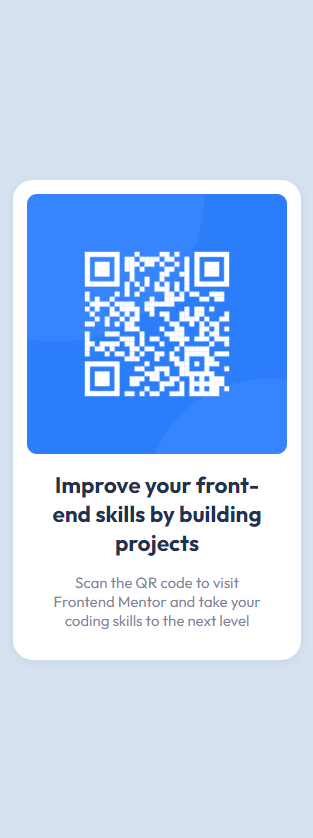 Improve your front-
end skills by building
projects
Scan the QR code to visit
Frontend Mentor and take your
coding skills to the next level